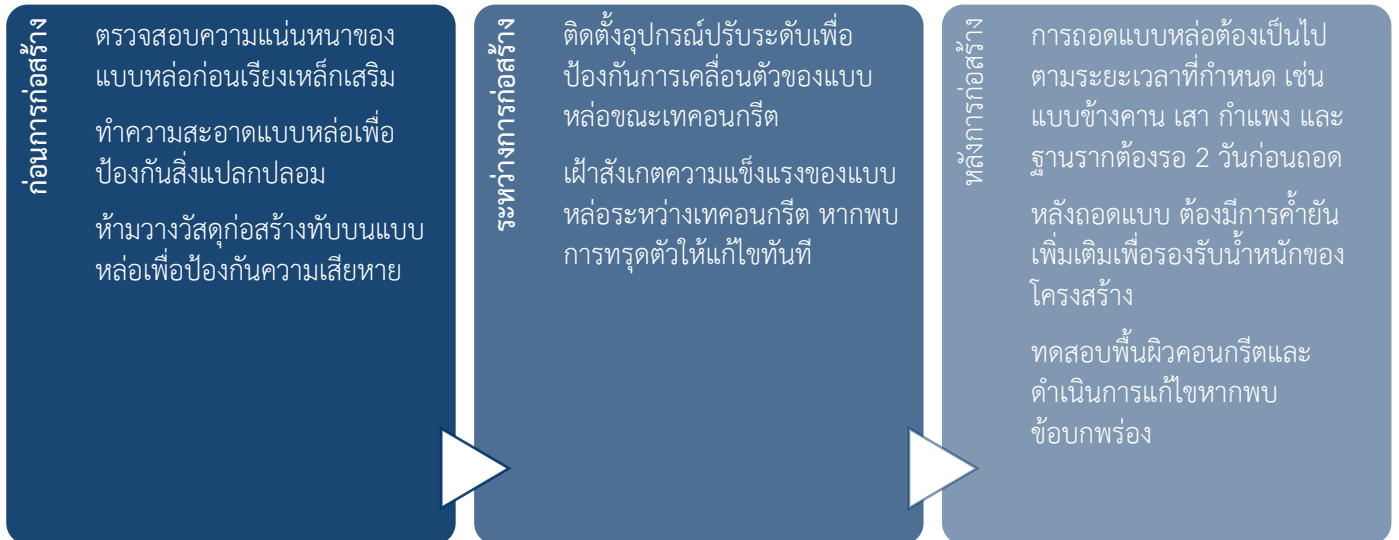 ก่อนการก่อสร้าง
ตรวจสอบความแน่นหนาของ
แบบหล่อก่อนเรียงเหล็กเสริม
ทำความสะอาดแบบหล่อเพื่อ
ป้องกันสิ่งแปลกปลอม
ห้ามวางวัสดุก่อสร้างทับบนแบบ
หล่อเพื่อป้องกันความเสียหาย
ระหว่างการก่อสร้าง
ติดตั้งอุปกรณ์ปรับระดับเพื่อ
ป้องกันการเคลื่อนตัวของแบบ
หล่อขณะเทคอนกรีต
เฝ้าสังเกตความแข็งแรงของแบบ
หล่อระหว่างเทคอนกรีต หากพบ
การทรุดตัวให้แก้ไขทันที
หลังการก่อสร้าง
การถอดแบบหล่อต้องเป็นไป
ตามระยะเวลาที่กำหนด เช่น
แบบข้างคาน เสา กำแพง และ
ฐานรากต้องรอ 2 วันก่อนถอด
หลังถอดแบบ ต้องมีการค้ำยัน
เพิ่มเติมเพื่อรองรับน้ำหนักของ
โครงสร้าง
ทดสอบพื้นผิวคอนกรีตและ
ดำเนินการแก้ไขหากพบ
ข้อบกพร่อง